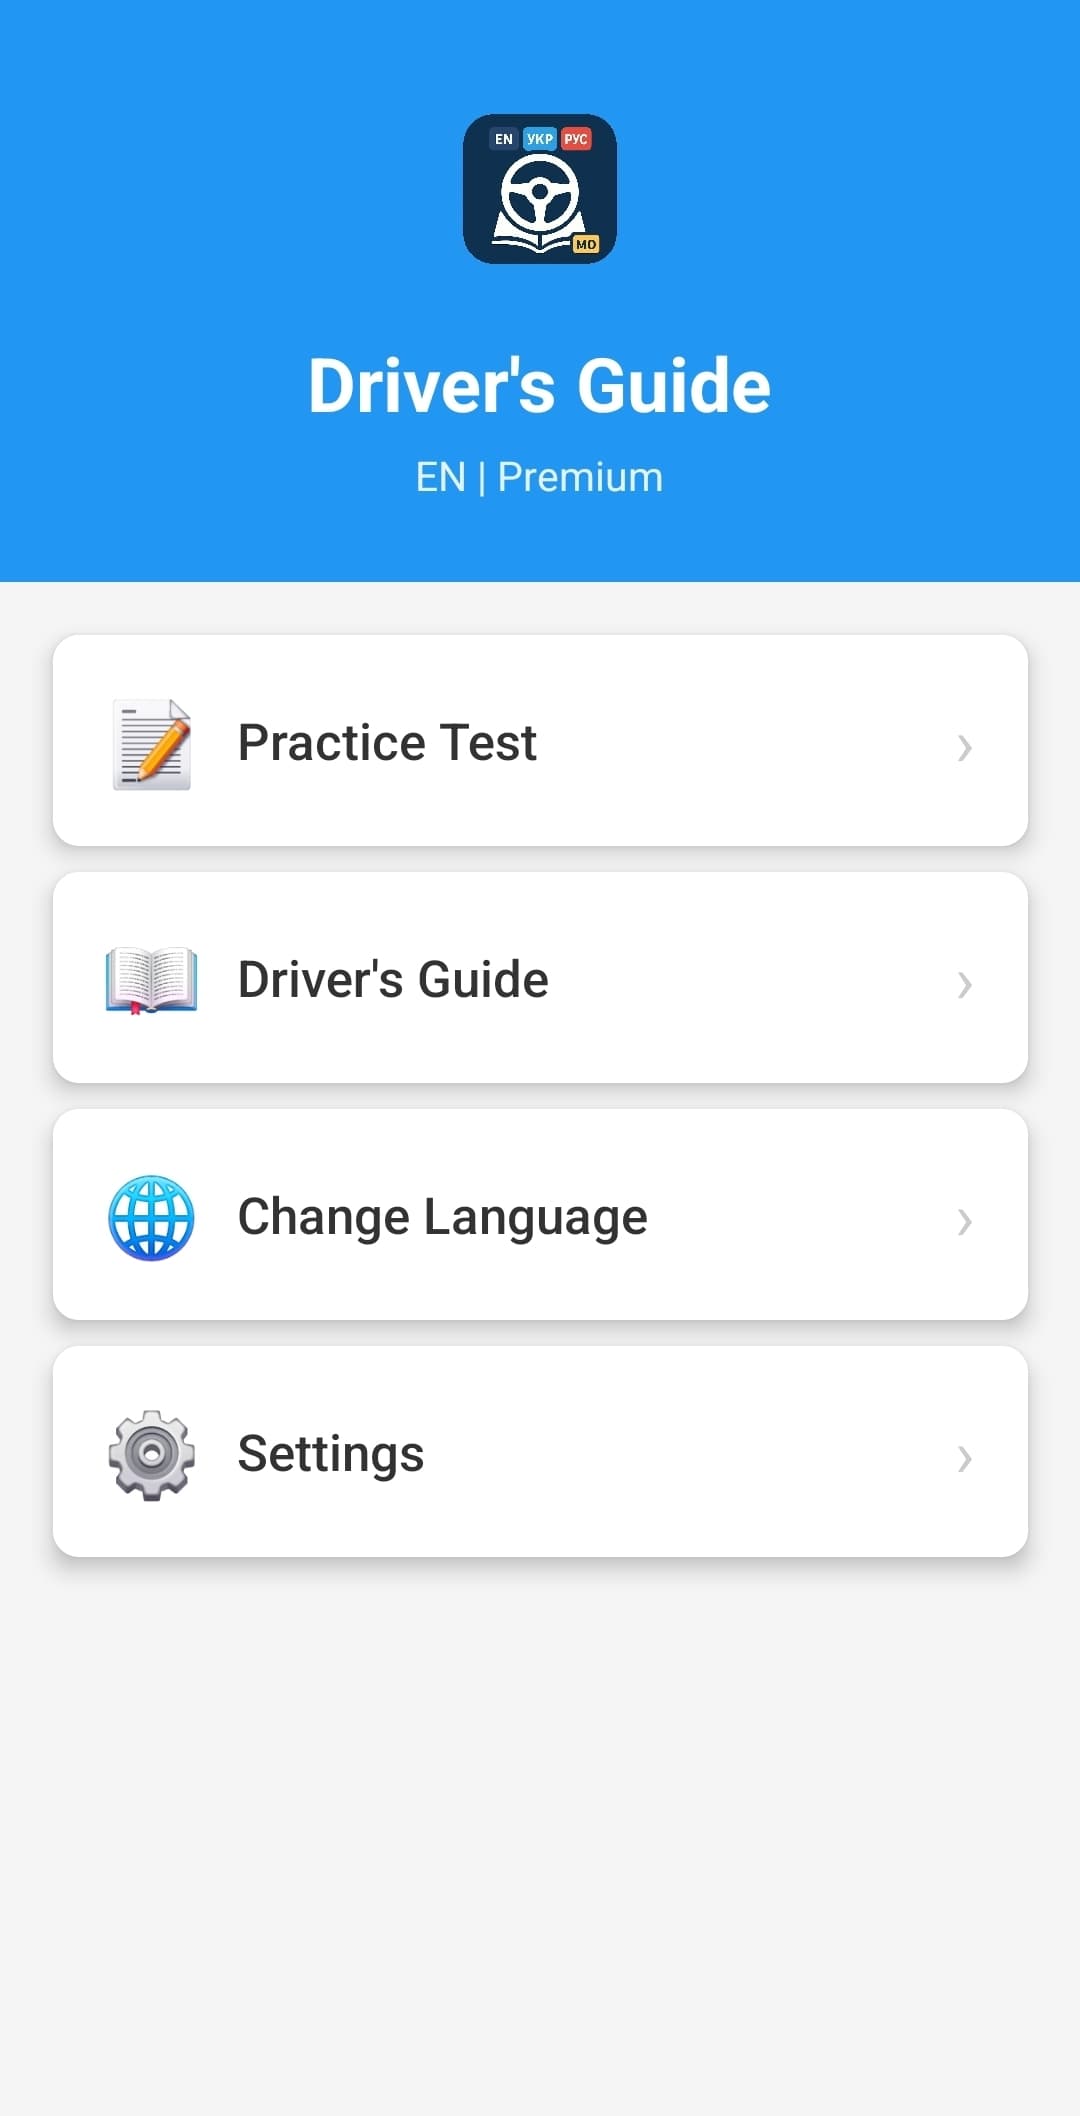 EN УКР РУС
MD
Driver's Guide
EN | Premium
Practice Test
Driver's Guide
Change Language
Settings